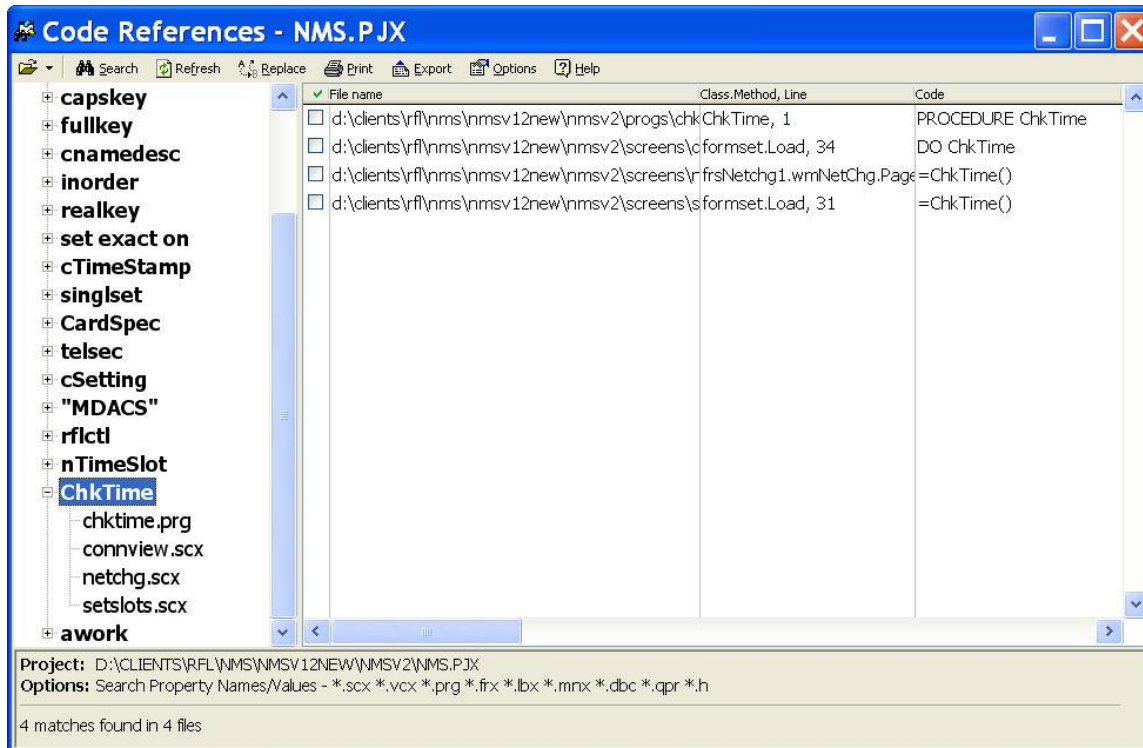 Code References - NMS.PJX
Search Refresh Replace Print Export Options Help
capskey
fullkey
cnamedesc
inorder
realkey
set exact on
cTimeStamp
singlset
CardSpec
telsec
cSetting
"MDACS"
rflctl
nTimeSlot
ChkTime
chktime.prg
connview.scx
netchg.scx
setslots.scx
awork
File name Class.Method, Line Code
d:\clients\rfl\nms\nmsv12new\nmsv2\progs\chk ChkTime, 1 PROCEDURE ChkTime
d:\clients\rfl\nms\nmsv12new\nmsv2\screens\c formset.Load, 34 DO ChkTime
d:\clients\rfl\nms\nmsv12new\nmsv2\screens\r frsNetchg1.wmNetChg.Page =ChkTime()
d:\clients\rfl\nms\nmsv12new\nmsv2\screens\s formset.Load, 31 =ChkTime()
Project: D:\CLIENTS\RFL\NMS\NMSV12NEW\NMSV2\NMS.PJX
Options: Search Property Names/Values - *.scx *.vcx *.prg *.frx *.lbx *.mnx *.dbc *.qpr *.h
4 matches found in 4 files